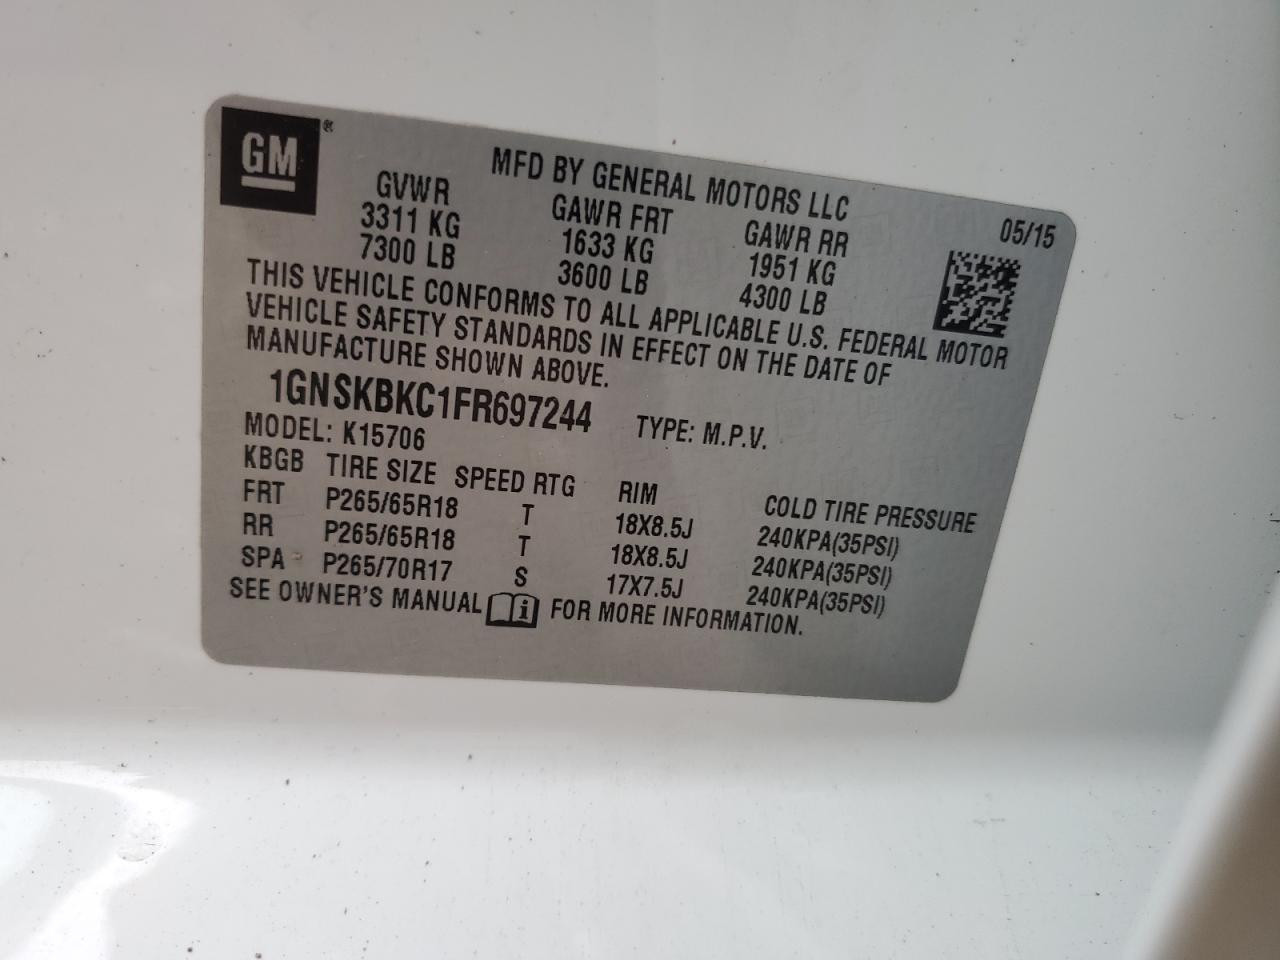 GM ®
MFD BY GENERAL MOTORS LLC
05/15
GVWR GAWR FRT GAWR RR
3311 KG 1633 KG 1951 KG
7300 LB 3600 LB 4300 LB
THIS VEHICLE CONFORMS TO ALL APPLICABLE U.S. FEDERAL MOTOR
VEHICLE SAFETY STANDARDS IN EFFECT ON THE DATE OF
MANUFACTURE SHOWN ABOVE.
1GNSKBKC1FR697244 TYPE: M.P.V.
MODEL: K15706
KBGB TIRE SIZE SPEED RTG RIM COLD TIRE PRESSURE
FRT P265/65R18 T 18X8.5J 240KPA(35PSI)
RR P265/65R18 T 18X8.5J 240KPA(35PSI)
SPA P265/70R17 S 17X7.5J 240KPA(35PSI)
SEE OWNER'S MANUAL i FOR MORE INFORMATION.